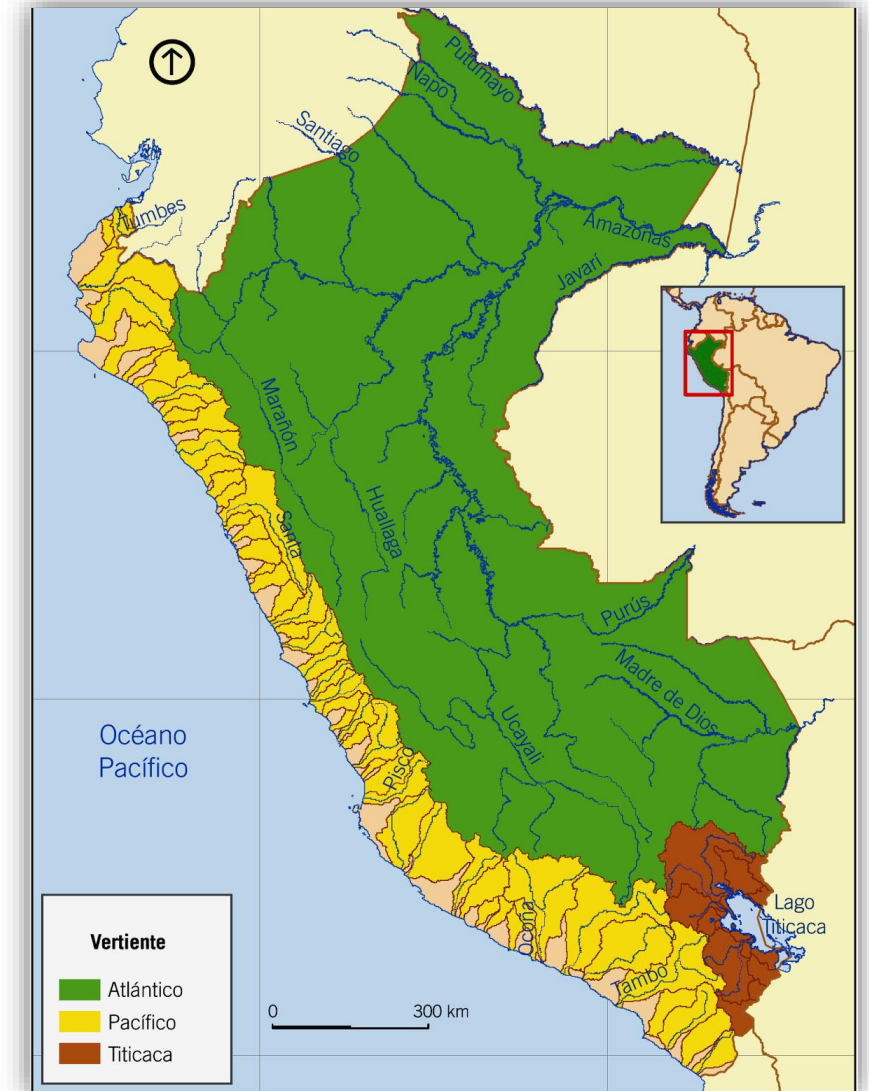 Putumayo
Napo
Santiago
Tumbes
Amazonas
Javarí
Marañón
Huallaga
Santa
Purús
Madre de Dios
Ucayali
Océano
Pacífico
Pisco
Lago
Titicaca
Ocoña
Tambo
Vertiente
Atlántico
Pacífico
Titicaca
0 300 km